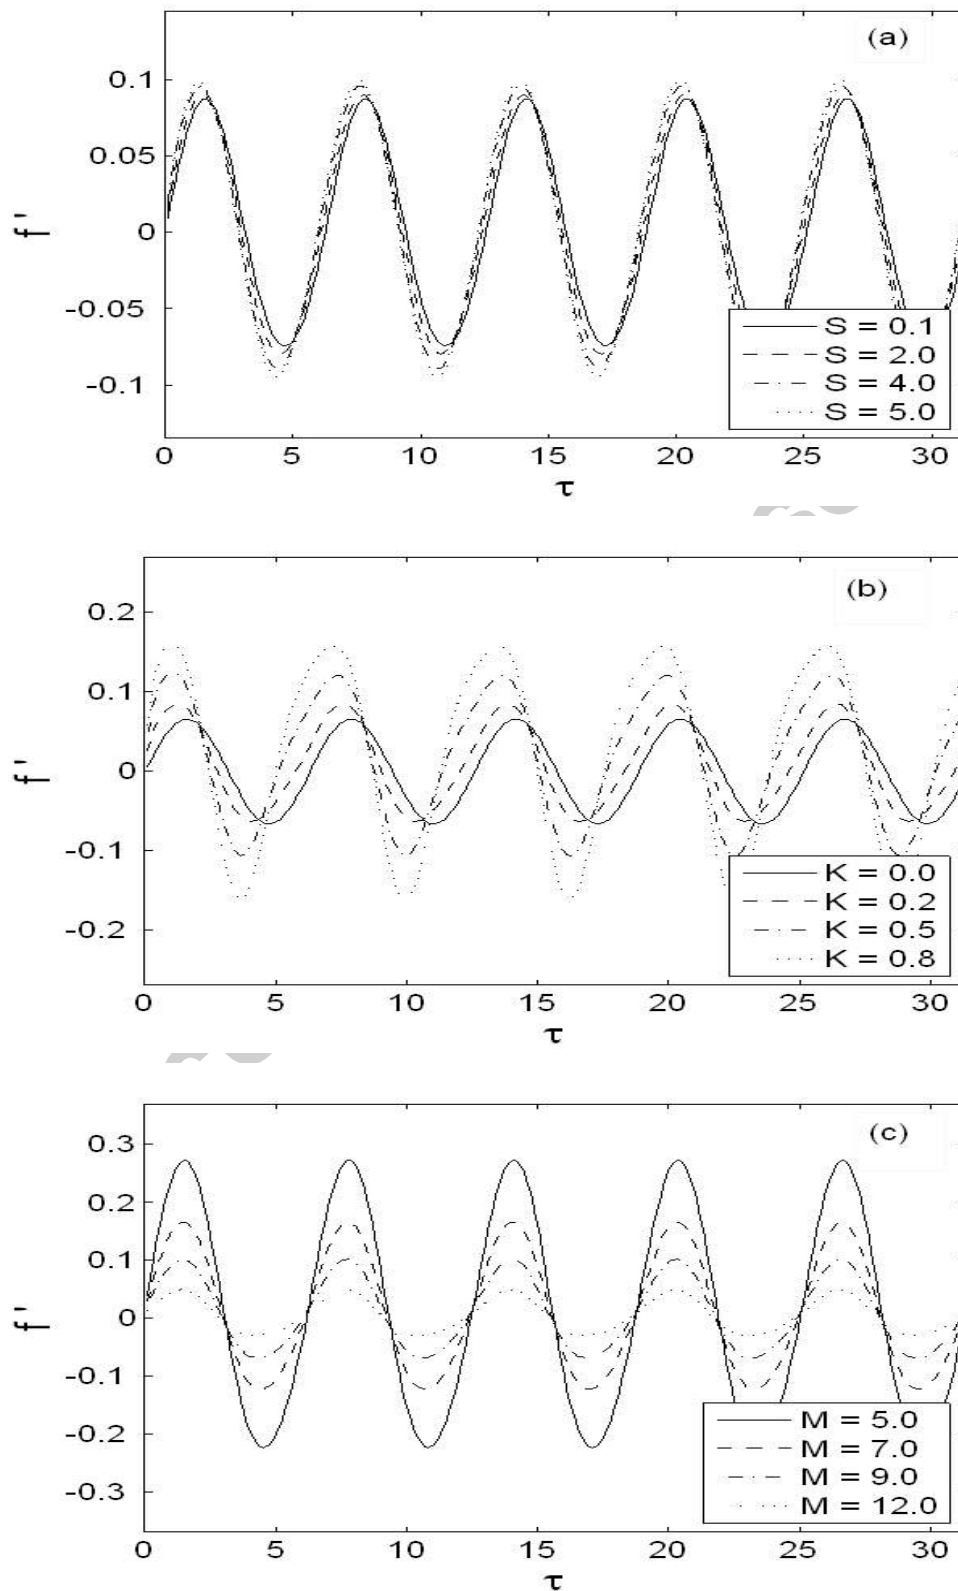 (a)
0.1
0.05
0
-0.05
-0.1
f'
S = 0.1
S = 2.0
S = 4.0
S = 5.0
0 5 10 15 20 25 30
τ
(b)
0.2
0.1
0
-0.1
-0.2
f'
K = 0.0
K = 0.2
K = 0.5
K = 0.8
0 5 10 15 20 25 30
τ
(c)
0.3
0.2
0.1
0
-0.1
-0.2
-0.3
f'
M = 5.0
M = 7.0
M = 9.0
M = 12.0
0 5 10 15 20 25 30
τ